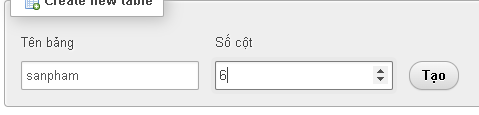 Create new table
Tên bảng
Số cột
sanpham
6
Tạo